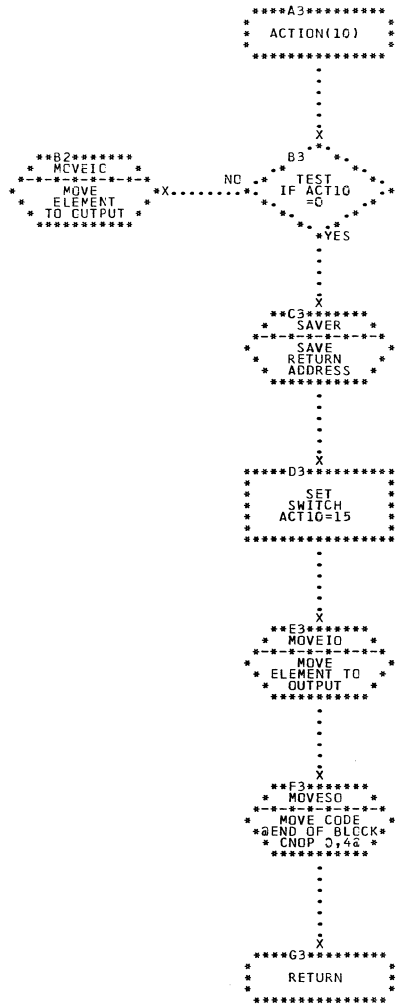 A3
ACTION(10)
B2
MOVEIC
MOVE
ELEMENT
TO OUTPUT
NO
B3
TEST
IF ACT10
=0
YES
C3
SAVER
SAVE
RETURN
ADDRESS
D3
SET
SWITCH
ACT10=15
E3
MOVEIO
MOVE
ELEMENT TO
OUTPUT
F3
MOVESO
MOVE CODE
@END OF BLOCK
CNOP 0,4@
G3
RETURN